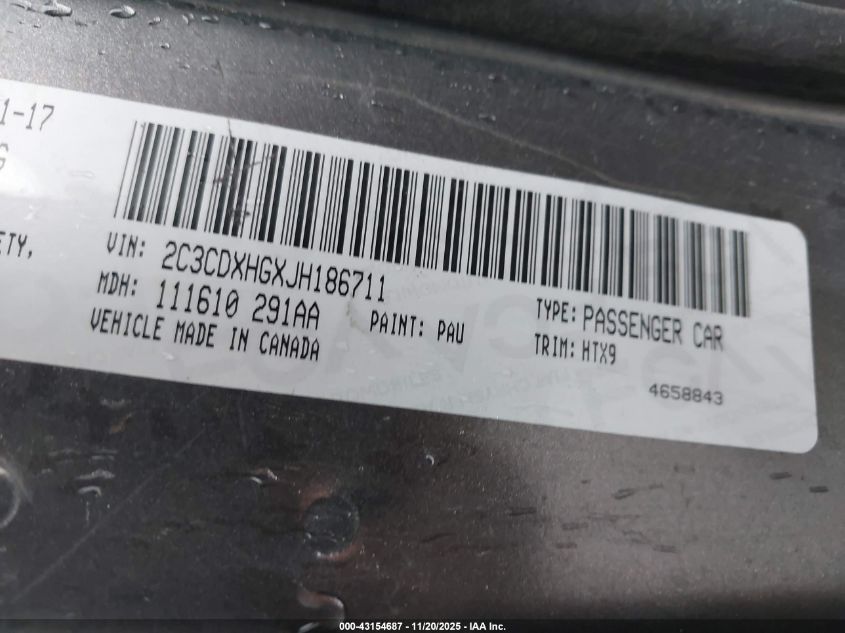 1-17
G
ETY,
VIN: 2C3CDXHGXJH186711
MDH: 111610 291AA
PAINT: PAU
VEHICLE MADE IN CANADA
TYPE: PASSENGER CAR
TRIM: HTX9
4658843
000-43154687 - 11/20/2025 - IAA Inc.